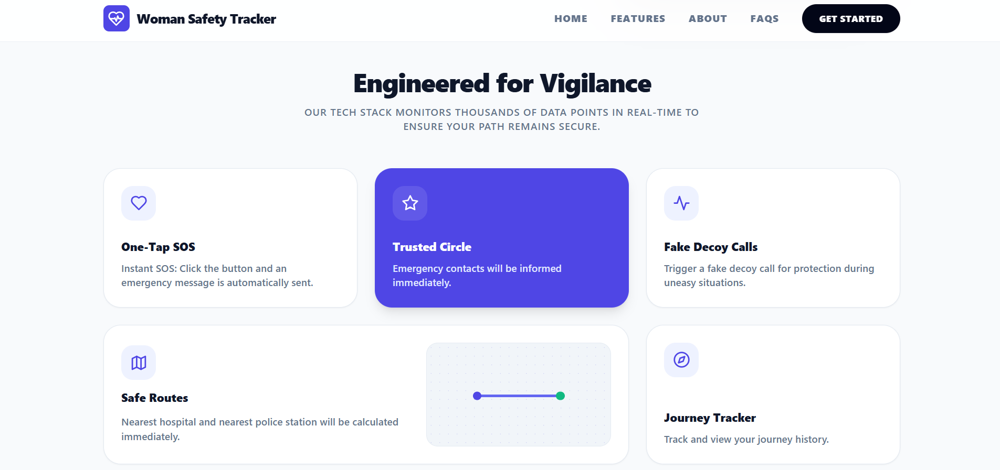 Woman Safety Tracker
HOME
FEATURES
ABOUT
FAQS
GET STARTED
Engineered for Vigilance
OUR TECH STACK MONITORS THOUSANDS OF DATA POINTS IN REAL-TIME TO
ENSURE YOUR PATH REMAINS SECURE.
One-Tap SOS
Instant SOS: Click the button and an
emergency message is automatically sent.
Trusted Circle
Emergency contacts will be informed
immediately.
Fake Decoy Calls
Trigger a fake decoy call for protection during
uneasy situations.
Safe Routes
Nearest hospital and nearest police station will be calculated
immediately.
Journey Tracker
Track and view your journey history.